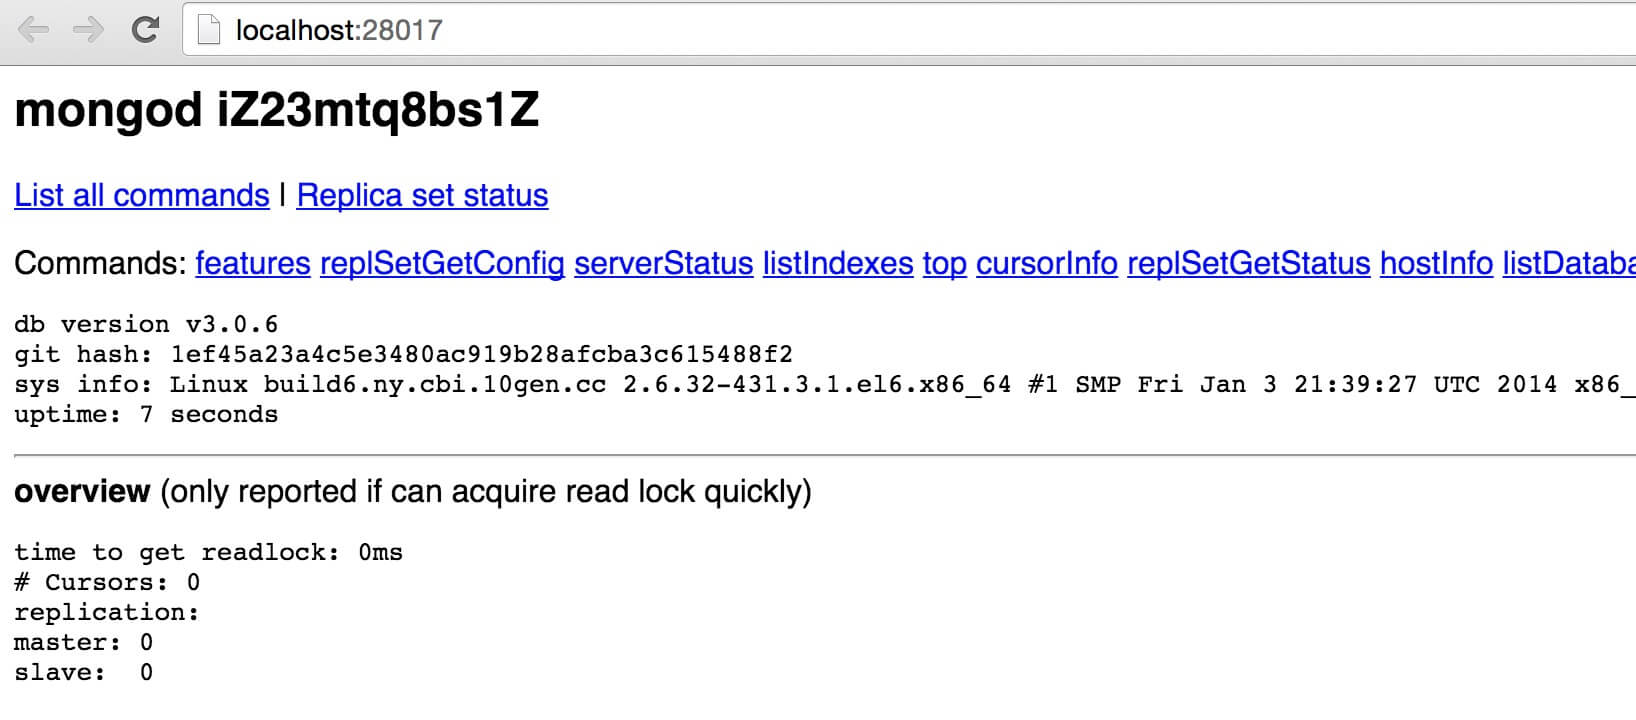 localhost:28017
mongod iZ23mtq8bs1Z
List all commands | Replica set status
Commands: features replSetGetConfig serverStatus listIndexes top cursorInfo replSetGetStatus hostInfo listDataba
db version v3.0.6
git hash: 1ef45a23a4c5e3480ac919b28afcba3c615488f2
sys info: Linux build6.ny.cbi.10gen.cc 2.6.32-431.3.1.el6.x86_64 #1 SMP Fri Jan 3 21:39:27 UTC 2014 x86_
uptime: 7 seconds
overview (only reported if can acquire read lock quickly)
time to get readlock: 0ms
# Cursors: 0
replication:
master: 0
slave:  0